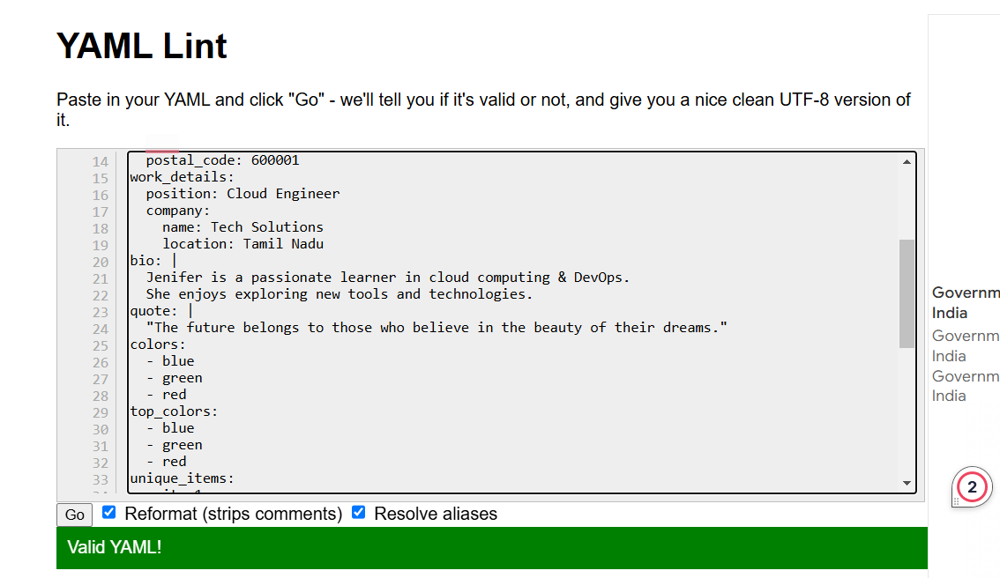 YAML Lint
Paste in your YAML and click "Go" - we'll tell you if it's valid or not, and give you a nice clean UTF-8 version of
it.
14   postal_code: 600001
15 work_details:
16   position: Cloud Engineer
17   company:
18     name: Tech Solutions
19     location: Tamil Nadu
20 bio: |
21   Jenifer is a passionate learner in cloud computing & DevOps.
22   She enjoys exploring new tools and technologies.
23 quote: |
24   "The future belongs to those who believe in the beauty of their dreams."
25 colors:
26   - blue
27   - green
28   - red
29 top_colors:
30   - blue
31   - green
32   - red
33 unique_items:
Go Reformat (strips comments) Resolve aliases
Valid YAML!
Governm
India
Governm
India
Governm
India
2